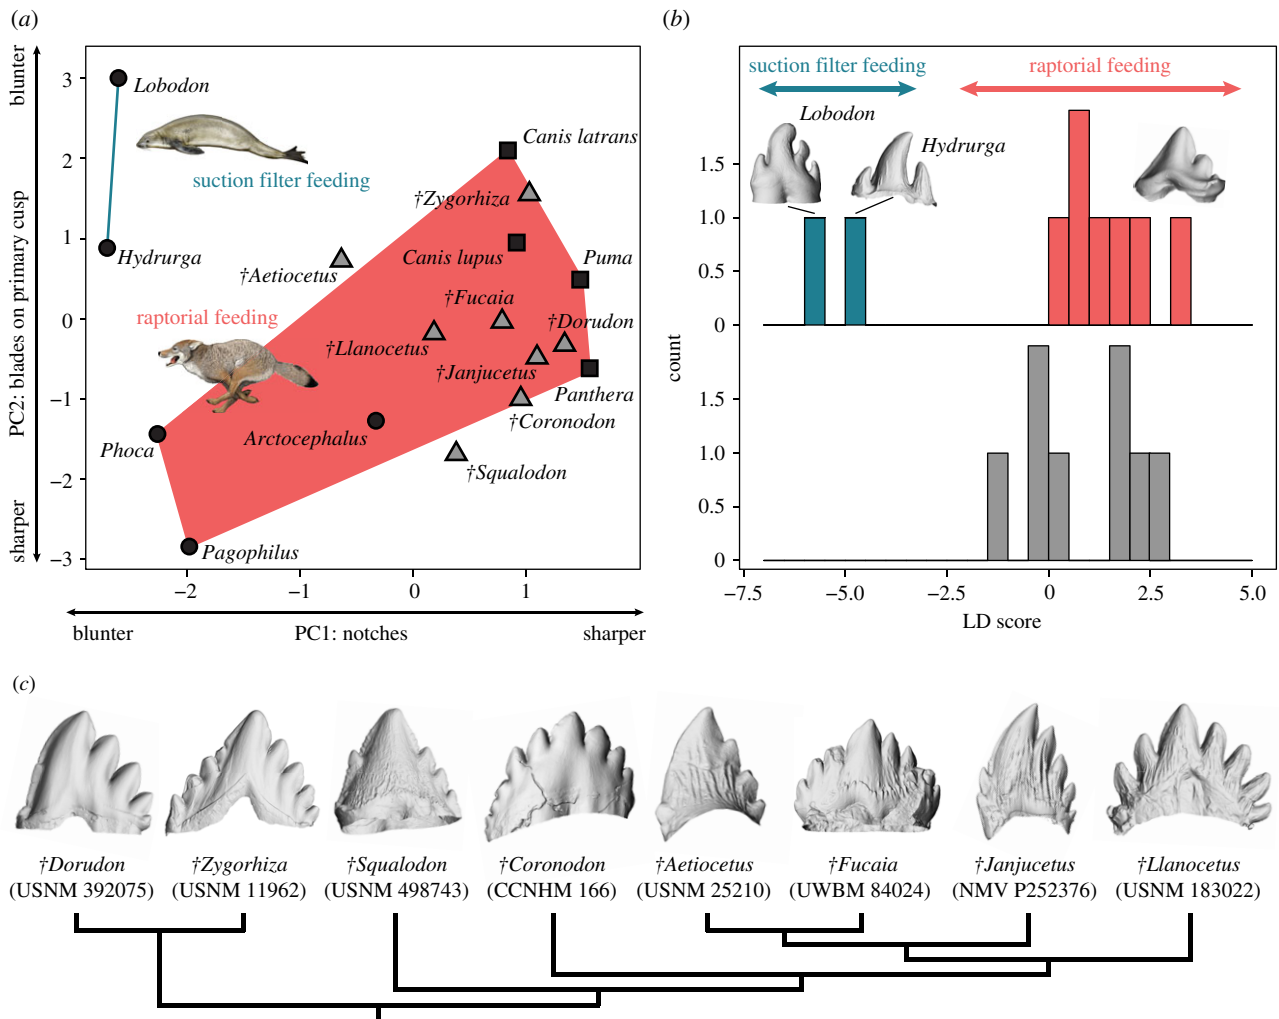 (a)
blunter
PC2: blades on primary cusp
sharper
3
2
1
0
−1
−2
−3
Lobodon
suction filter feeding
Hydrurga
Canis latrans
†Zygorhiza
Canis lupus
Puma
†Aetiocetus
†Fucaia
raptorial feeding
†Dorudon
†Llanocetus
†Janjucetus
Panthera
†Coronodon
Arctocephalus
Phoca
†Squalodon
Pagophilus
−2
−1
0
1
blunter
PC1: notches
sharper
(b)
suction filter feeding
raptorial feeding
Lobodon
Hydrurga
count
1.5
1.0
0.5
0
1.5
1.0
0.5
0
−7.5
−5.0
−2.5
0
2.5
5.0
LD score
(c)
†Dorudon
(USNM 392075)
†Zygorhiza
(USNM 11962)
†Squalodon
(USNM 498743)
†Coronodon
(CCNHM 166)
†Aetiocetus
(USNM 25210)
†Fucaia
(UWBM 84024)
†Janjucetus
(NMV P252376)
†Llanocetus
(USNM 183022)